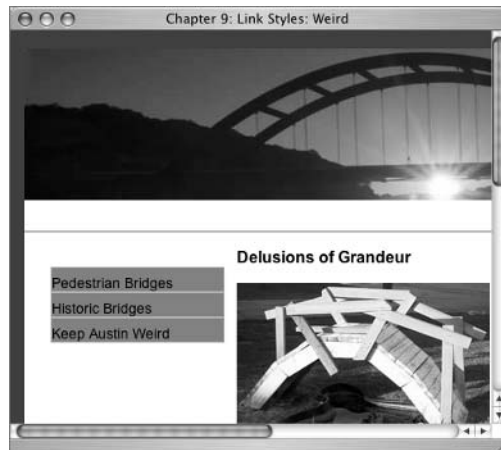 Chapter 9: Link Styles: Weird
Delusions of Grandeur
Pedestrian Bridges
Historic Bridges
Keep Austin Weird